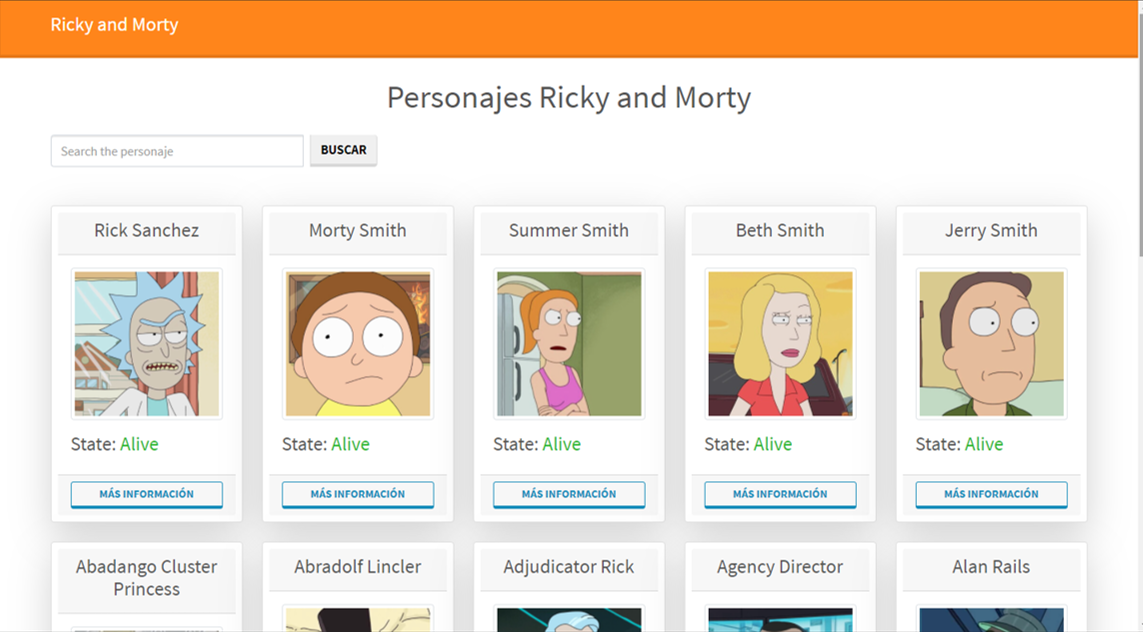 Ricky and Morty
Personajes Ricky and Morty
Search the personaje
BUSCAR
Rick Sanchez
Morty Smith
Summer Smith
Beth Smith
Jerry Smith
State: Alive
State: Alive
State: Alive
State: Alive
State: Alive
MÁS INFORMACIÓN
MÁS INFORMACIÓN
MÁS INFORMACIÓN
MÁS INFORMACIÓN
MÁS INFORMACIÓN
Abadango Cluster
Princess
Abradolf Lincler
Adjudicator Rick
Agency Director
Alan Rails